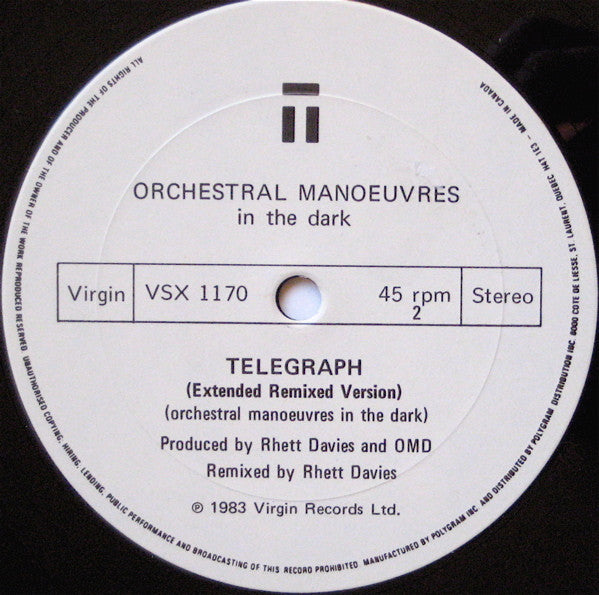 ORCHESTRAL MANOEUVRES
in the dark
Virgin VSX 1170 45 rpm Stereo
2
TELEGRAPH
(Extended Remixed Version)
(orchestral manoeuvres in the dark)
Produced by Rhett Davies and OMD
Remixed by Rhett Davies
℗ 1983 Virgin Records Ltd.
ALL RIGHTS OF THE PRODUCER AND OF THE OWNER OF THE WORK REPRODUCED RESERVED UNAUTHORISED COPYING, HIRING, LENDING, PUBLIC PERFORMANCE AND BROADCASTING OF THIS RECORD PROHIBITED. MANUFACTURED BY POLYGRAM INC AND DISTRIBUTED BY POLYGRAM DISTRIBUTION INC 6000 COTE DE LIESSE, ST LAURENT, QUEBEC H4T 1E3 - MADE IN CANADA